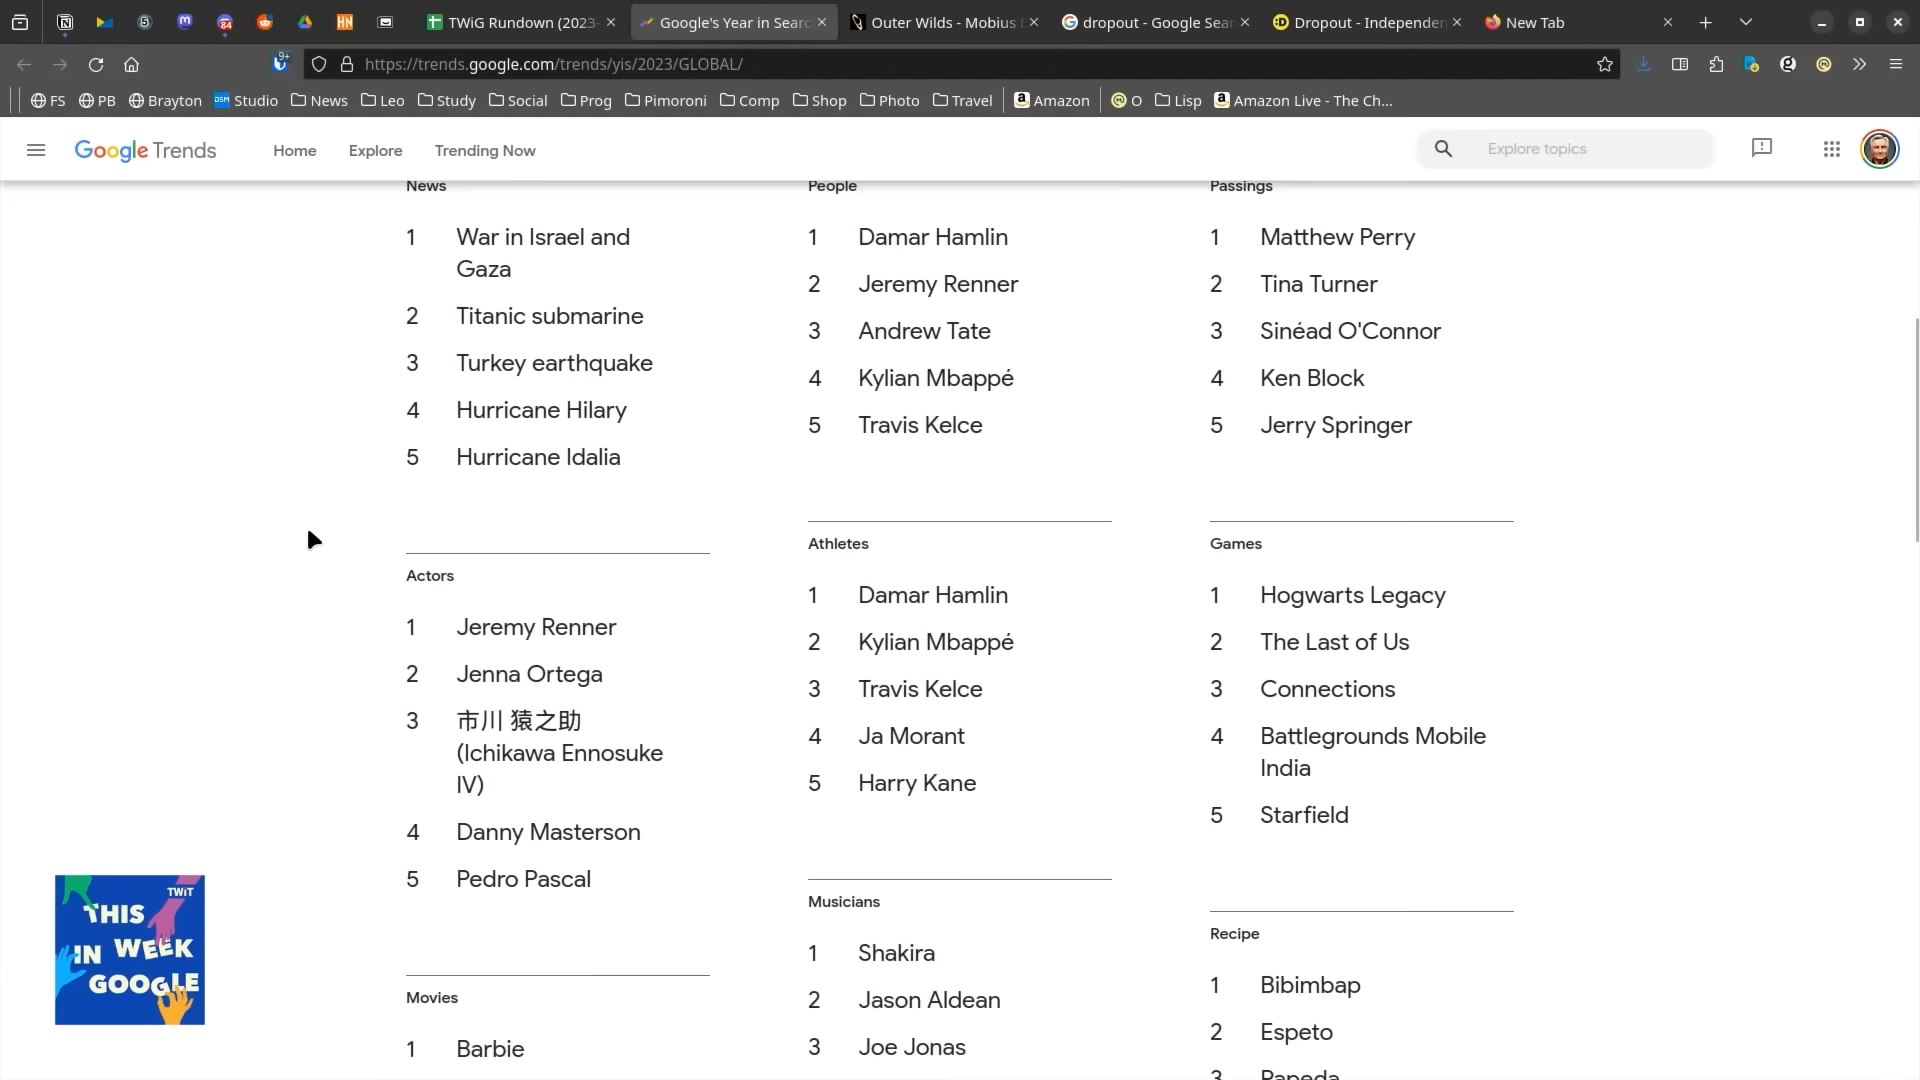 TWiG Rundown (2023-
Google's Year in Searc
Outer Wilds - Mobius D
dropout - Google Sear
Dropout - Independen
New Tab
https://trends.google.com/trends/yis/2023/GLOBAL/
FS PB Brayton Studio News Leo Study Social Prog Pimoroni Comp Shop Photo Travel Amazon O Lisp Amazon Live - The Ch...
Google Trends Home Explore Trending Now Explore topics
News
1 War in Israel and
Gaza
2 Titanic submarine
3 Turkey earthquake
4 Hurricane Hilary
5 Hurricane Idalia
People
1 Damar Hamlin
2 Jeremy Renner
3 Andrew Tate
4 Kylian Mbappé
5 Travis Kelce
Passings
1 Matthew Perry
2 Tina Turner
3 Sinéad O'Connor
4 Ken Block
5 Jerry Springer
Actors
1 Jeremy Renner
2 Jenna Ortega
3 市川 猿之助
(Ichikawa Ennosuke
IV)
4 Danny Masterson
5 Pedro Pascal
Athletes
1 Damar Hamlin
2 Kylian Mbappé
3 Travis Kelce
4 Ja Morant
5 Harry Kane
Games
1 Hogwarts Legacy
2 The Last of Us
3 Connections
4 Battlegrounds Mobile
India
5 Starfield
Movies
1 Barbie
Musicians
1 Shakira
2 Jason Aldean
3 Joe Jonas
Recipe
1 Bibimbap
2 Espeto
3 Papeda
TWiT
THIS
IN WEEK
GOOGLE